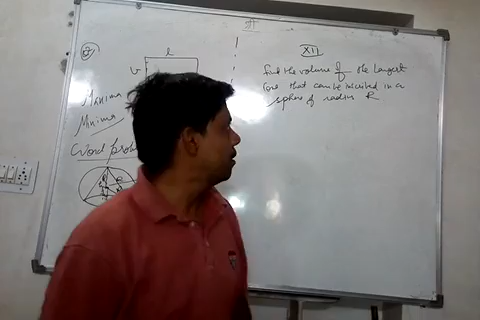 II
Q
l
Maxima
Minima
Word Prob
XII
find the volume of the largest
cone that can be inscribed in a
sphere of radius R